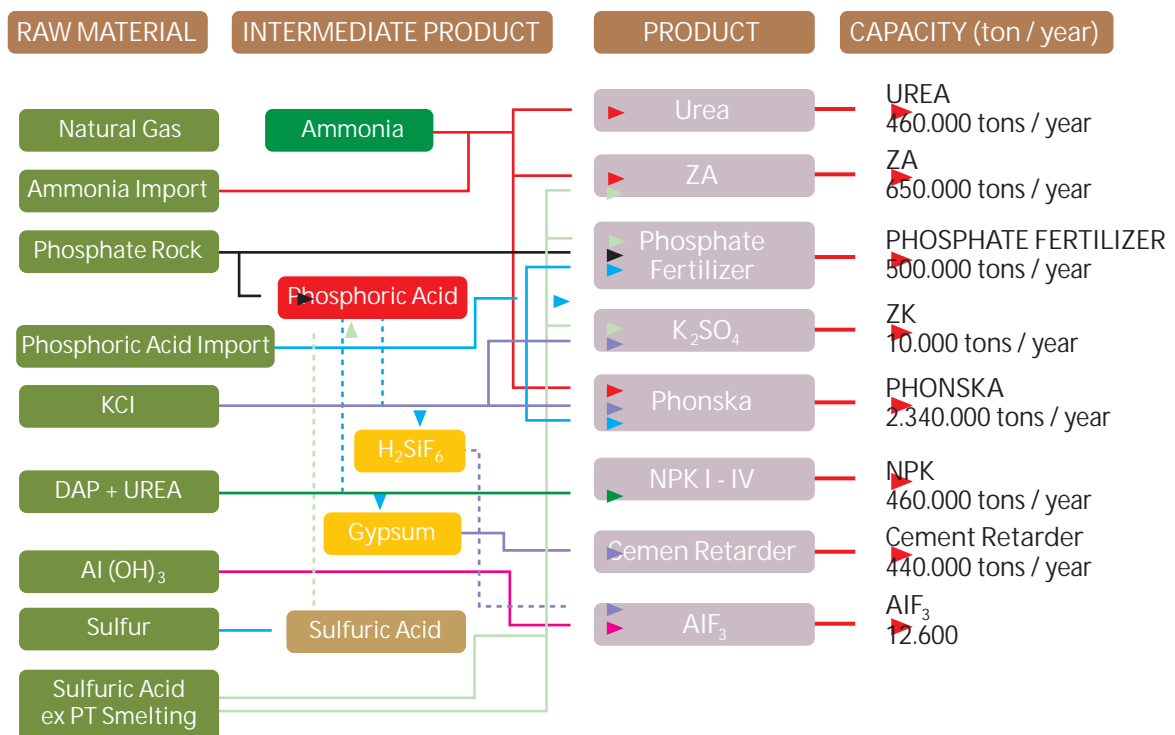 RAW MATERIAL
INTERMEDIATE PRODUCT
PRODUCT
CAPACITY (ton / year)
Natural Gas
Ammonia Import
Phosphate Rock
Phosphoric Acid Import
KCl
DAP + UREA
Al (OH)₃
Sulfur
Sulfuric Acid
ex PT Smelting
Ammonia
Phosphoric Acid
H₂SiF₆
Gypsum
Sulfuric Acid
Urea
ZA
Phosphate
Fertilizer
K₂SO₄
Phonska
NPK I - IV
Cemen Retarder
AlF₃
UREA
460.000 tons / year
ZA
650.000 tons / year
PHOSPHATE FERTILIZER
500.000 tons / year
ZK
10.000 tons / year
PHONSKA
2.340.000 tons / year
NPK
460.000 tons / year
Cement Retarder
440.000 tons / year
AlF₃
12.600